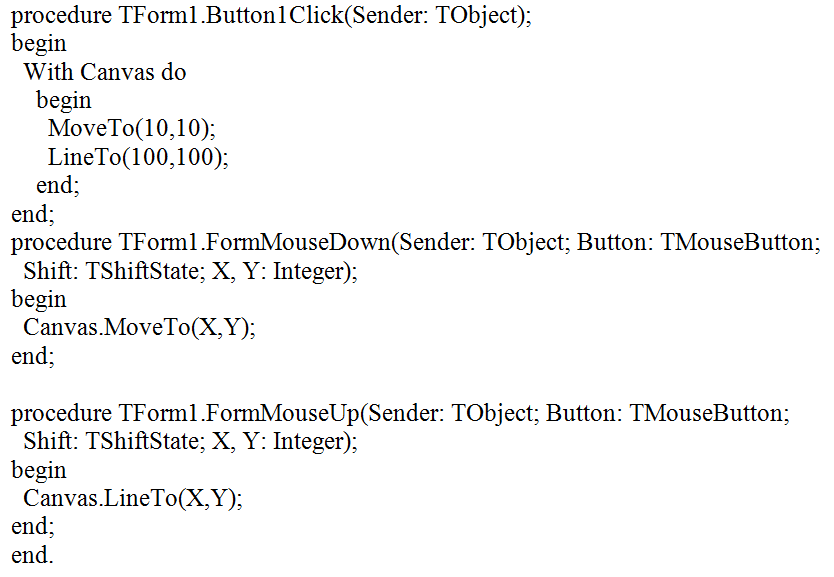 procedure TForm1.Button1Click(Sender: TObject);
begin
With Canvas do
begin
MoveTo(10,10);
LineTo(100,100);
end;
end;
procedure TForm1.FormMouseDown(Sender: TObject; Button: TMouseButton;
Shift: TShiftState; X, Y: Integer);
begin
Canvas.MoveTo(X,Y);
end;
procedure TForm1.FormMouseUp(Sender: TObject; Button: TMouseButton;
Shift: TShiftState; X, Y: Integer);
begin
Canvas.LineTo(X,Y);
end;
end.